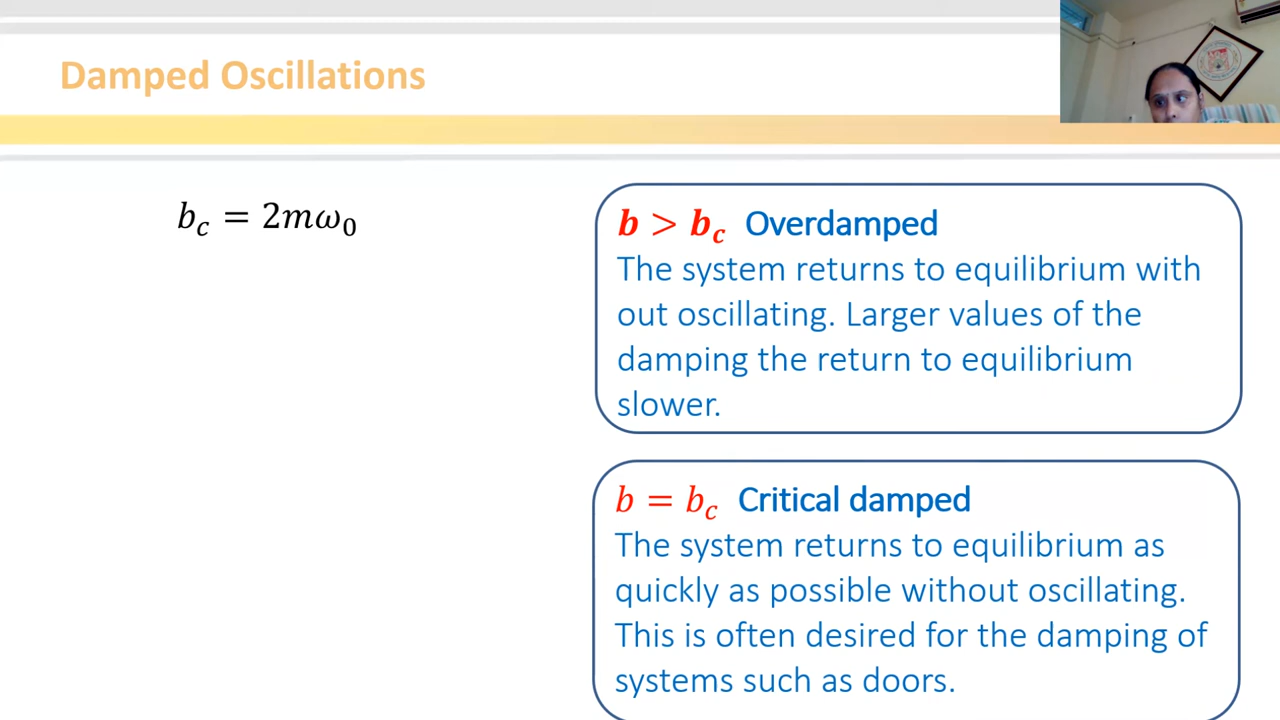 Damped Oscillations
b_c = 2mω₀
b > b_c Overdamped
The system returns to equilibrium with
out oscillating. Larger values of the
damping the return to equilibrium
slower.
b = b_c Critical damped
The system returns to equilibrium as
quickly as possible without oscillating.
This is often desired for the damping of
systems such as doors.